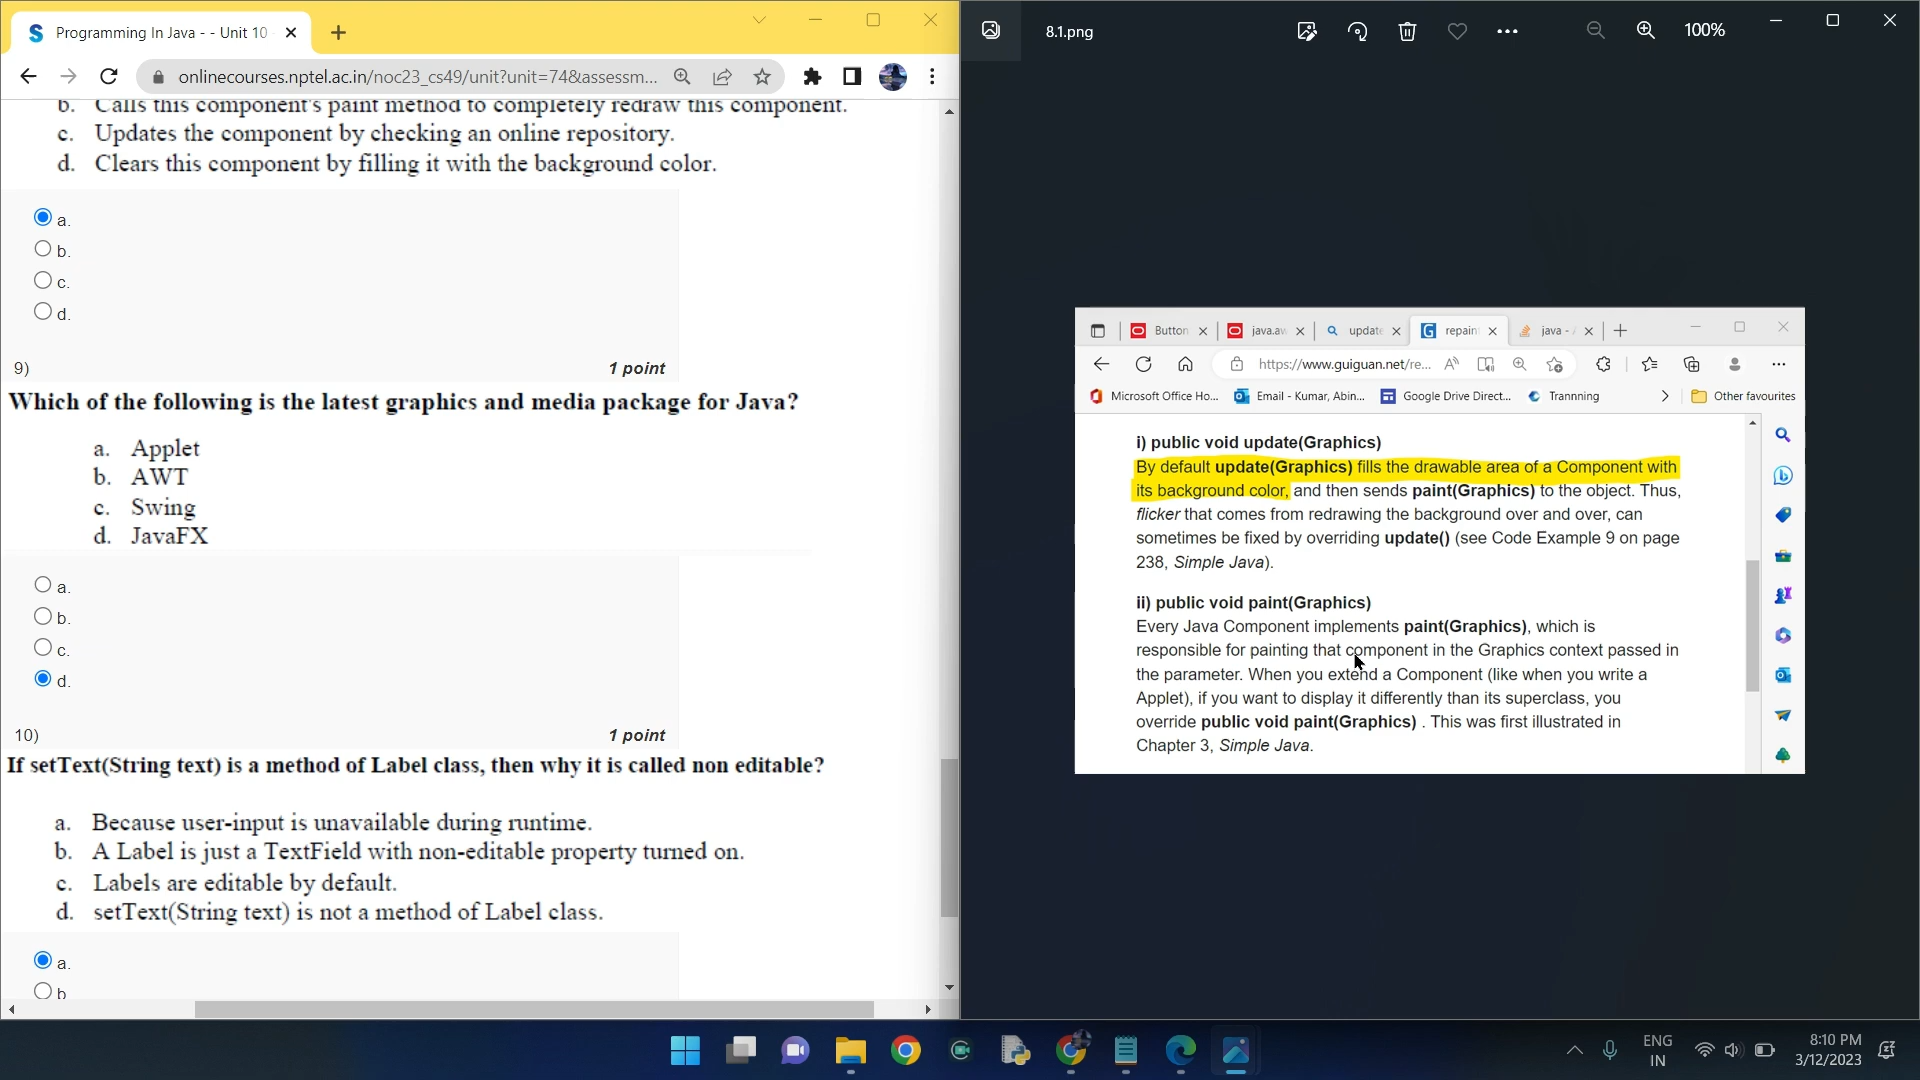 Programming In Java - - Unit 10
onlinecourses.nptel.ac.in/noc23_cs49/unit?unit=74&assessm...
b. Calls this component's paint method to completely redraw this component.
c. Updates the component by checking an online repository.
d. Clears this component by filling it with the background color.
a.
b.
c.
d.
9)
1 point
Which of the following is the latest graphics and media package for Java?
a. Applet
b. AWT
c. Swing
d. JavaFX
a.
b.
c.
d.
10)
1 point
If setText(String text) is a method of Label class, then why it is called non editable?
a. Because user-input is unavailable during runtime.
b. A Label is just a TextField with non-editable property turned on.
c. Labels are editable by default.
d. setText(String text) is not a method of Label class.
a.
b
8.1.png
100%
Button
java.aw
update
repain
java -
https://www.guiguan.net/re...
Microsoft Office Ho...
Email - Kumar, Abin...
Google Drive Direct...
Trannning
Other favourites
i) public void update(Graphics)
By default update(Graphics) fills the drawable area of a Component with
its background color, and then sends paint(Graphics) to the object. Thus,
flicker that comes from redrawing the background over and over, can
sometimes be fixed by overriding update() (see Code Example 9 on page
238, Simple Java).
ii) public void paint(Graphics)
Every Java Component implements paint(Graphics), which is
responsible for painting that component in the Graphics context passed in
the parameter. When you extend a Component (like when you write a
Applet), if you want to display it differently than its superclass, you
override public void paint(Graphics) . This was first illustrated in
Chapter 3, Simple Java.
ENG
IN
8:10 PM
3/12/2023